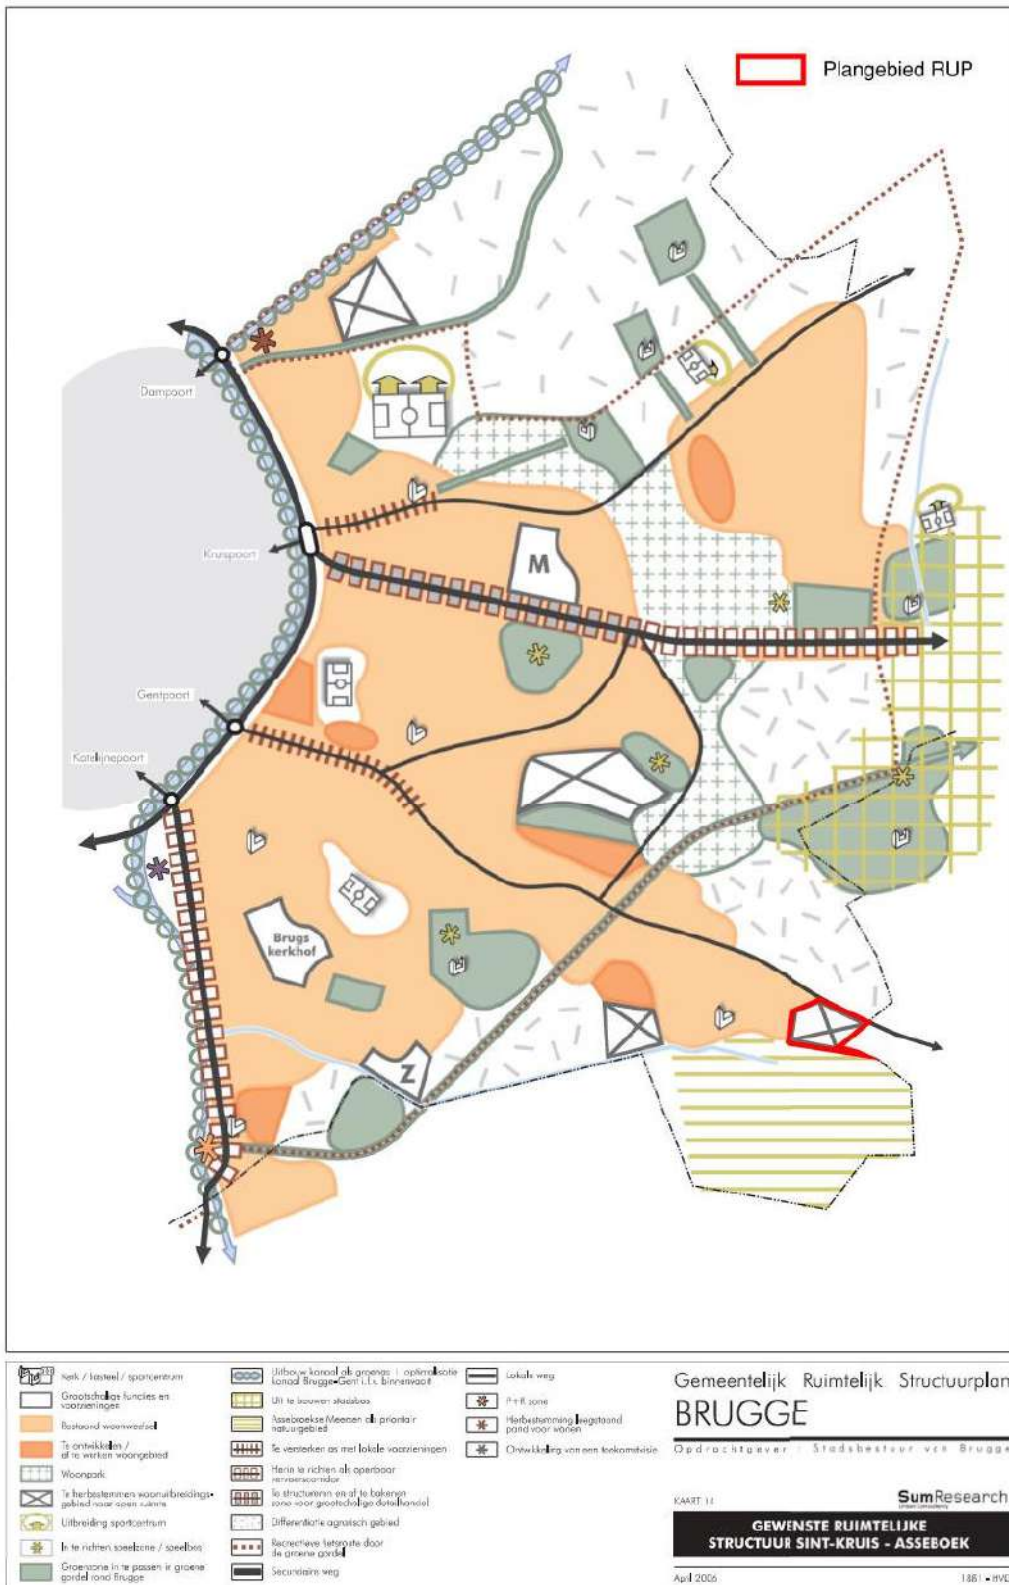 Plangebied RUP
Dampoort
Kruispoort
M
Gentpoort
Katelijnepoort
Brugs
kerkhof
Z
Kerk / kasteel / sportcentrum
Grootschalige functies en
voorzieningen
Bestaand woonweefsel
Te ontwikkelen /
af te werken woongebied
Woonpark
Te herbestemmen woonuitbreidings-
gebied naar open ruimte
Uitbreiding sportcentrum
In te richten speelzone / speelbos
Groenzone in te passen in groene
gordel rond Brugge
Uitbouw kanaal als groenas + optimalisatie
kanaal Brugge-Gent i.f.v. binnenvaart
Uit te bouwen stadsbos
Assebroekse Meersen als prioritair
natuurgebied
Te versterken as met lokale voorzieningen
Herin te richten als openbaar
vervoerscorridor
Te structureren en af te bakenen
zone voor grootschalige detailhandel
Differentiatie agrarisch gebied
Recreatieve fietsroute door
de groene gordel
Secundaire weg
Lokale weg
P+R zone
Herbestemming leegstaand
pand voor wonen
Ontwikkeling van een toekomstvisie
Gemeentelijk Ruimtelijk Structuurplan
BRUGGE
Opdrachtgever Stadsbestuur van Brugge
KAART 11
SumResearch
GEWENSTE RUIMTELIJKE
STRUCTUUR SINT-KRUIS - ASSEBOEK
April 2006
1881 - HVD